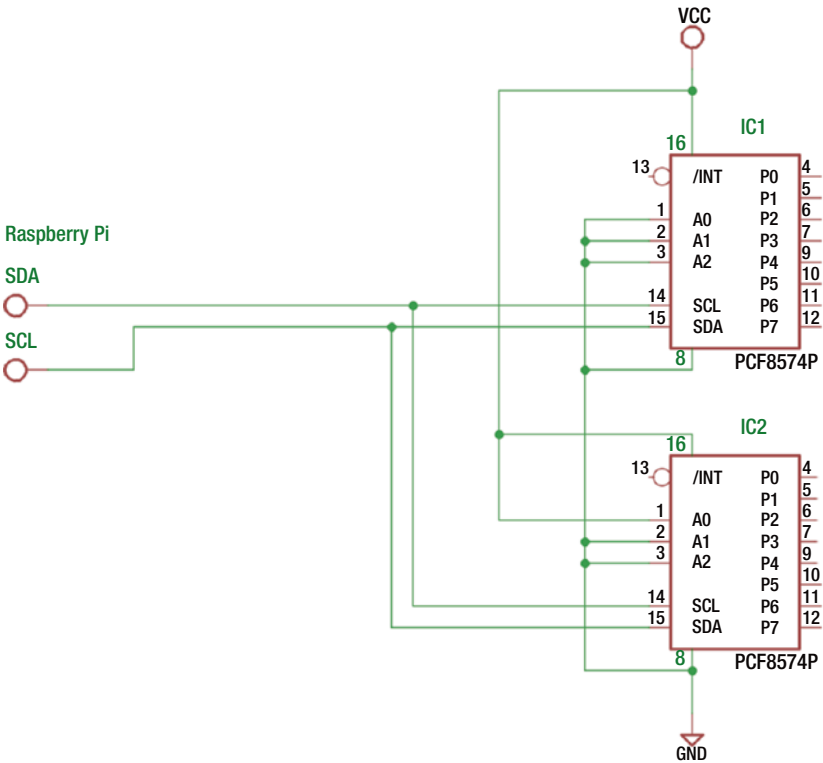 VCC
IC1
16
13 /INT P0 4
P1 5
1 A0 P2 6
2 A1 P3 7
3 A2 P4 9
P5 10
14 SCL P6 11
15 SDA P7 12
8 PCF8574P
Raspberry Pi
SDA
SCL
IC2
16
13 /INT P0 4
P1 5
1 A0 P2 6
2 A1 P3 7
3 A2 P4 9
P5 10
14 SCL P6 11
15 SDA P7 12
8 PCF8574P
GND